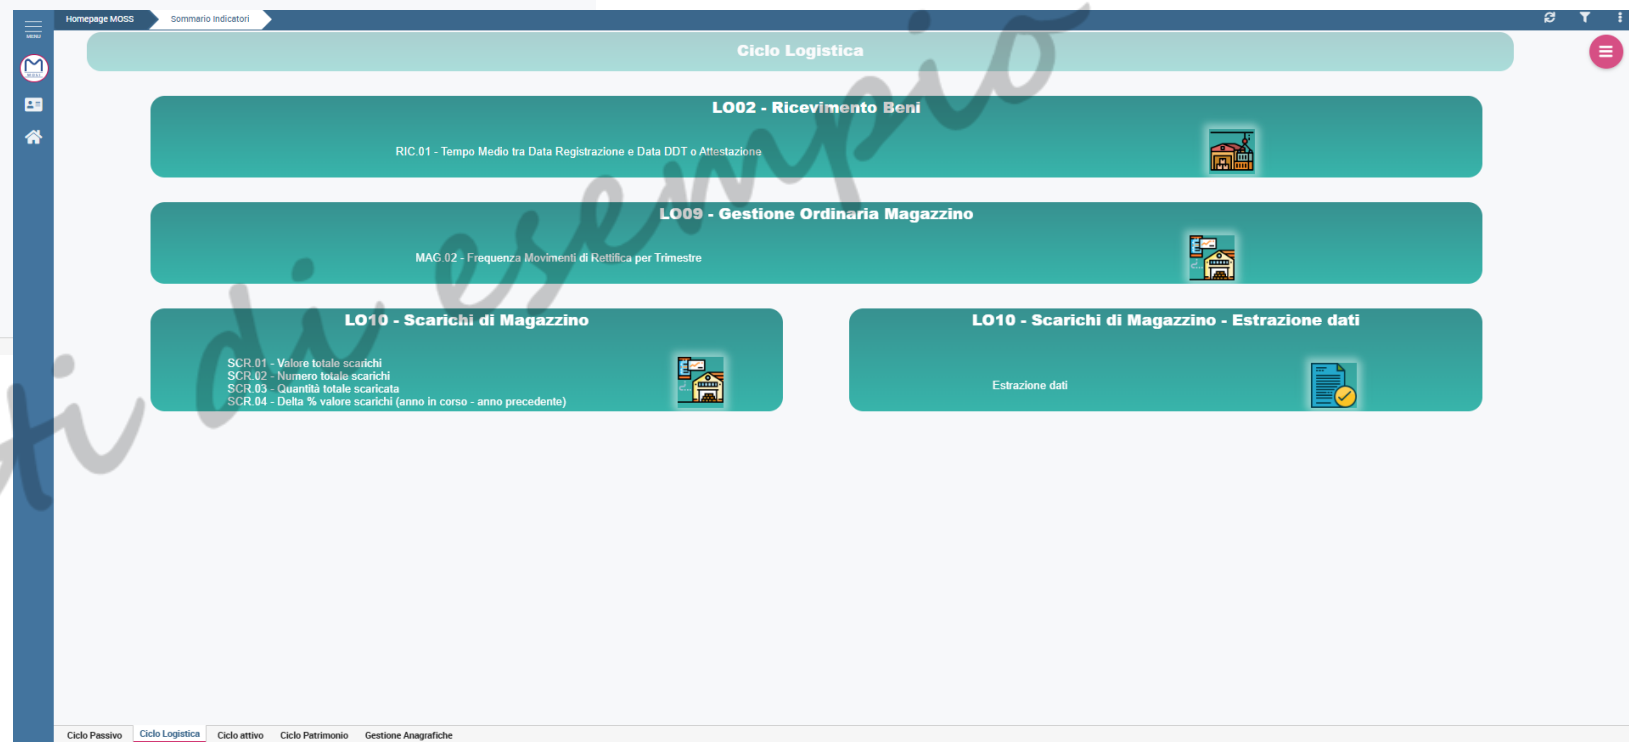 Homepage MOSS
Sommario Indicatori
MENU
Ciclo Logistica
LO02 - Ricevimento Beni
RIC.01 - Tempo Medio tra Data Registrazione e Data DDT o Attestazione
LO09 - Gestione Ordinaria Magazzino
MAG.02 - Frequenza Movimenti di Rettifica per Trimestre
LO10 - Scarichi di Magazzino
SCR.01 - Valore totale scarichi
SCR.02 - Numero totale scarichi
SCR.03 - Quantità totale scaricata
SCR.04 - Delta % valore scarichi (anno in corso - anno precedente)
LO10 - Scarichi di Magazzino - Estrazione dati
Estrazione dati
ti di esempio
Ciclo Passivo
Ciclo Logistica
Ciclo attivo
Ciclo Patrimonio
Gestione Anagrafiche